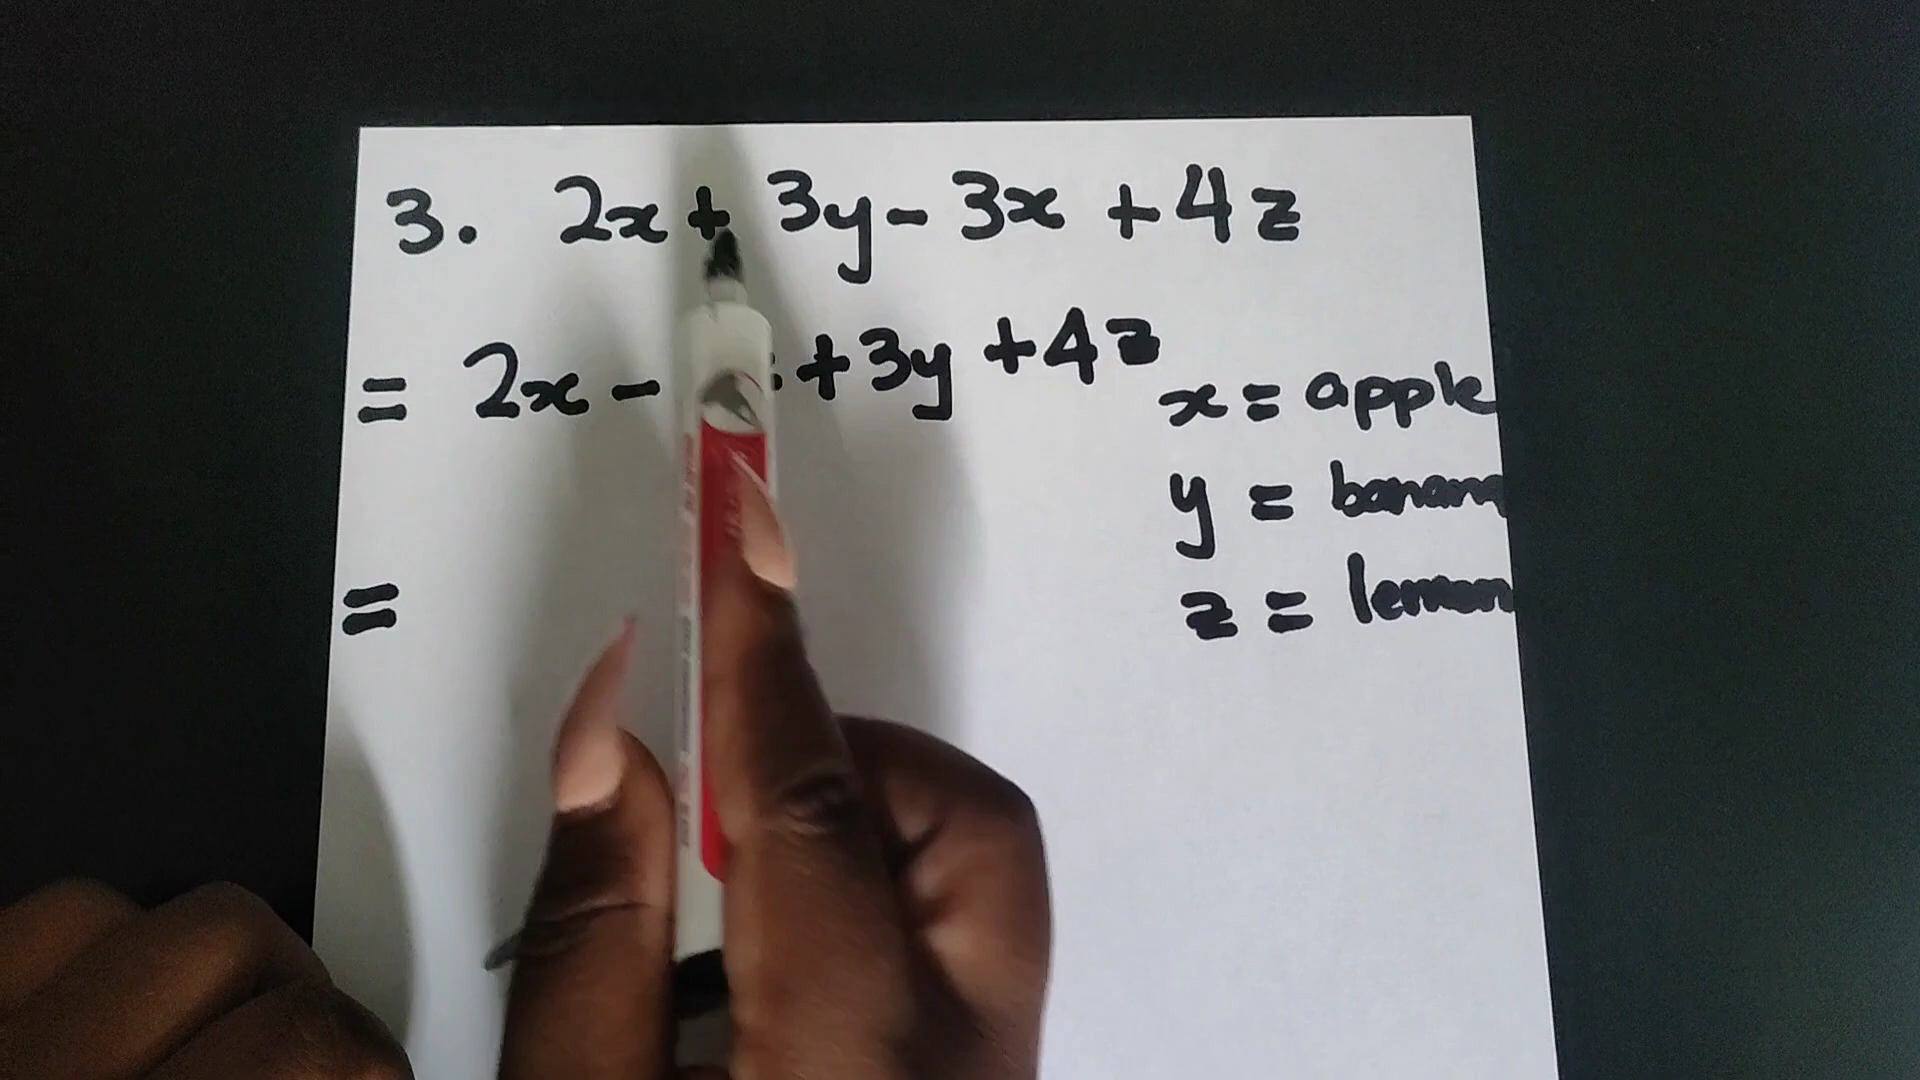 3. 2x + 3y - 3x + 4z
= 2x - + 3y + 4z
x = apple
y = banana
z = lemon
=